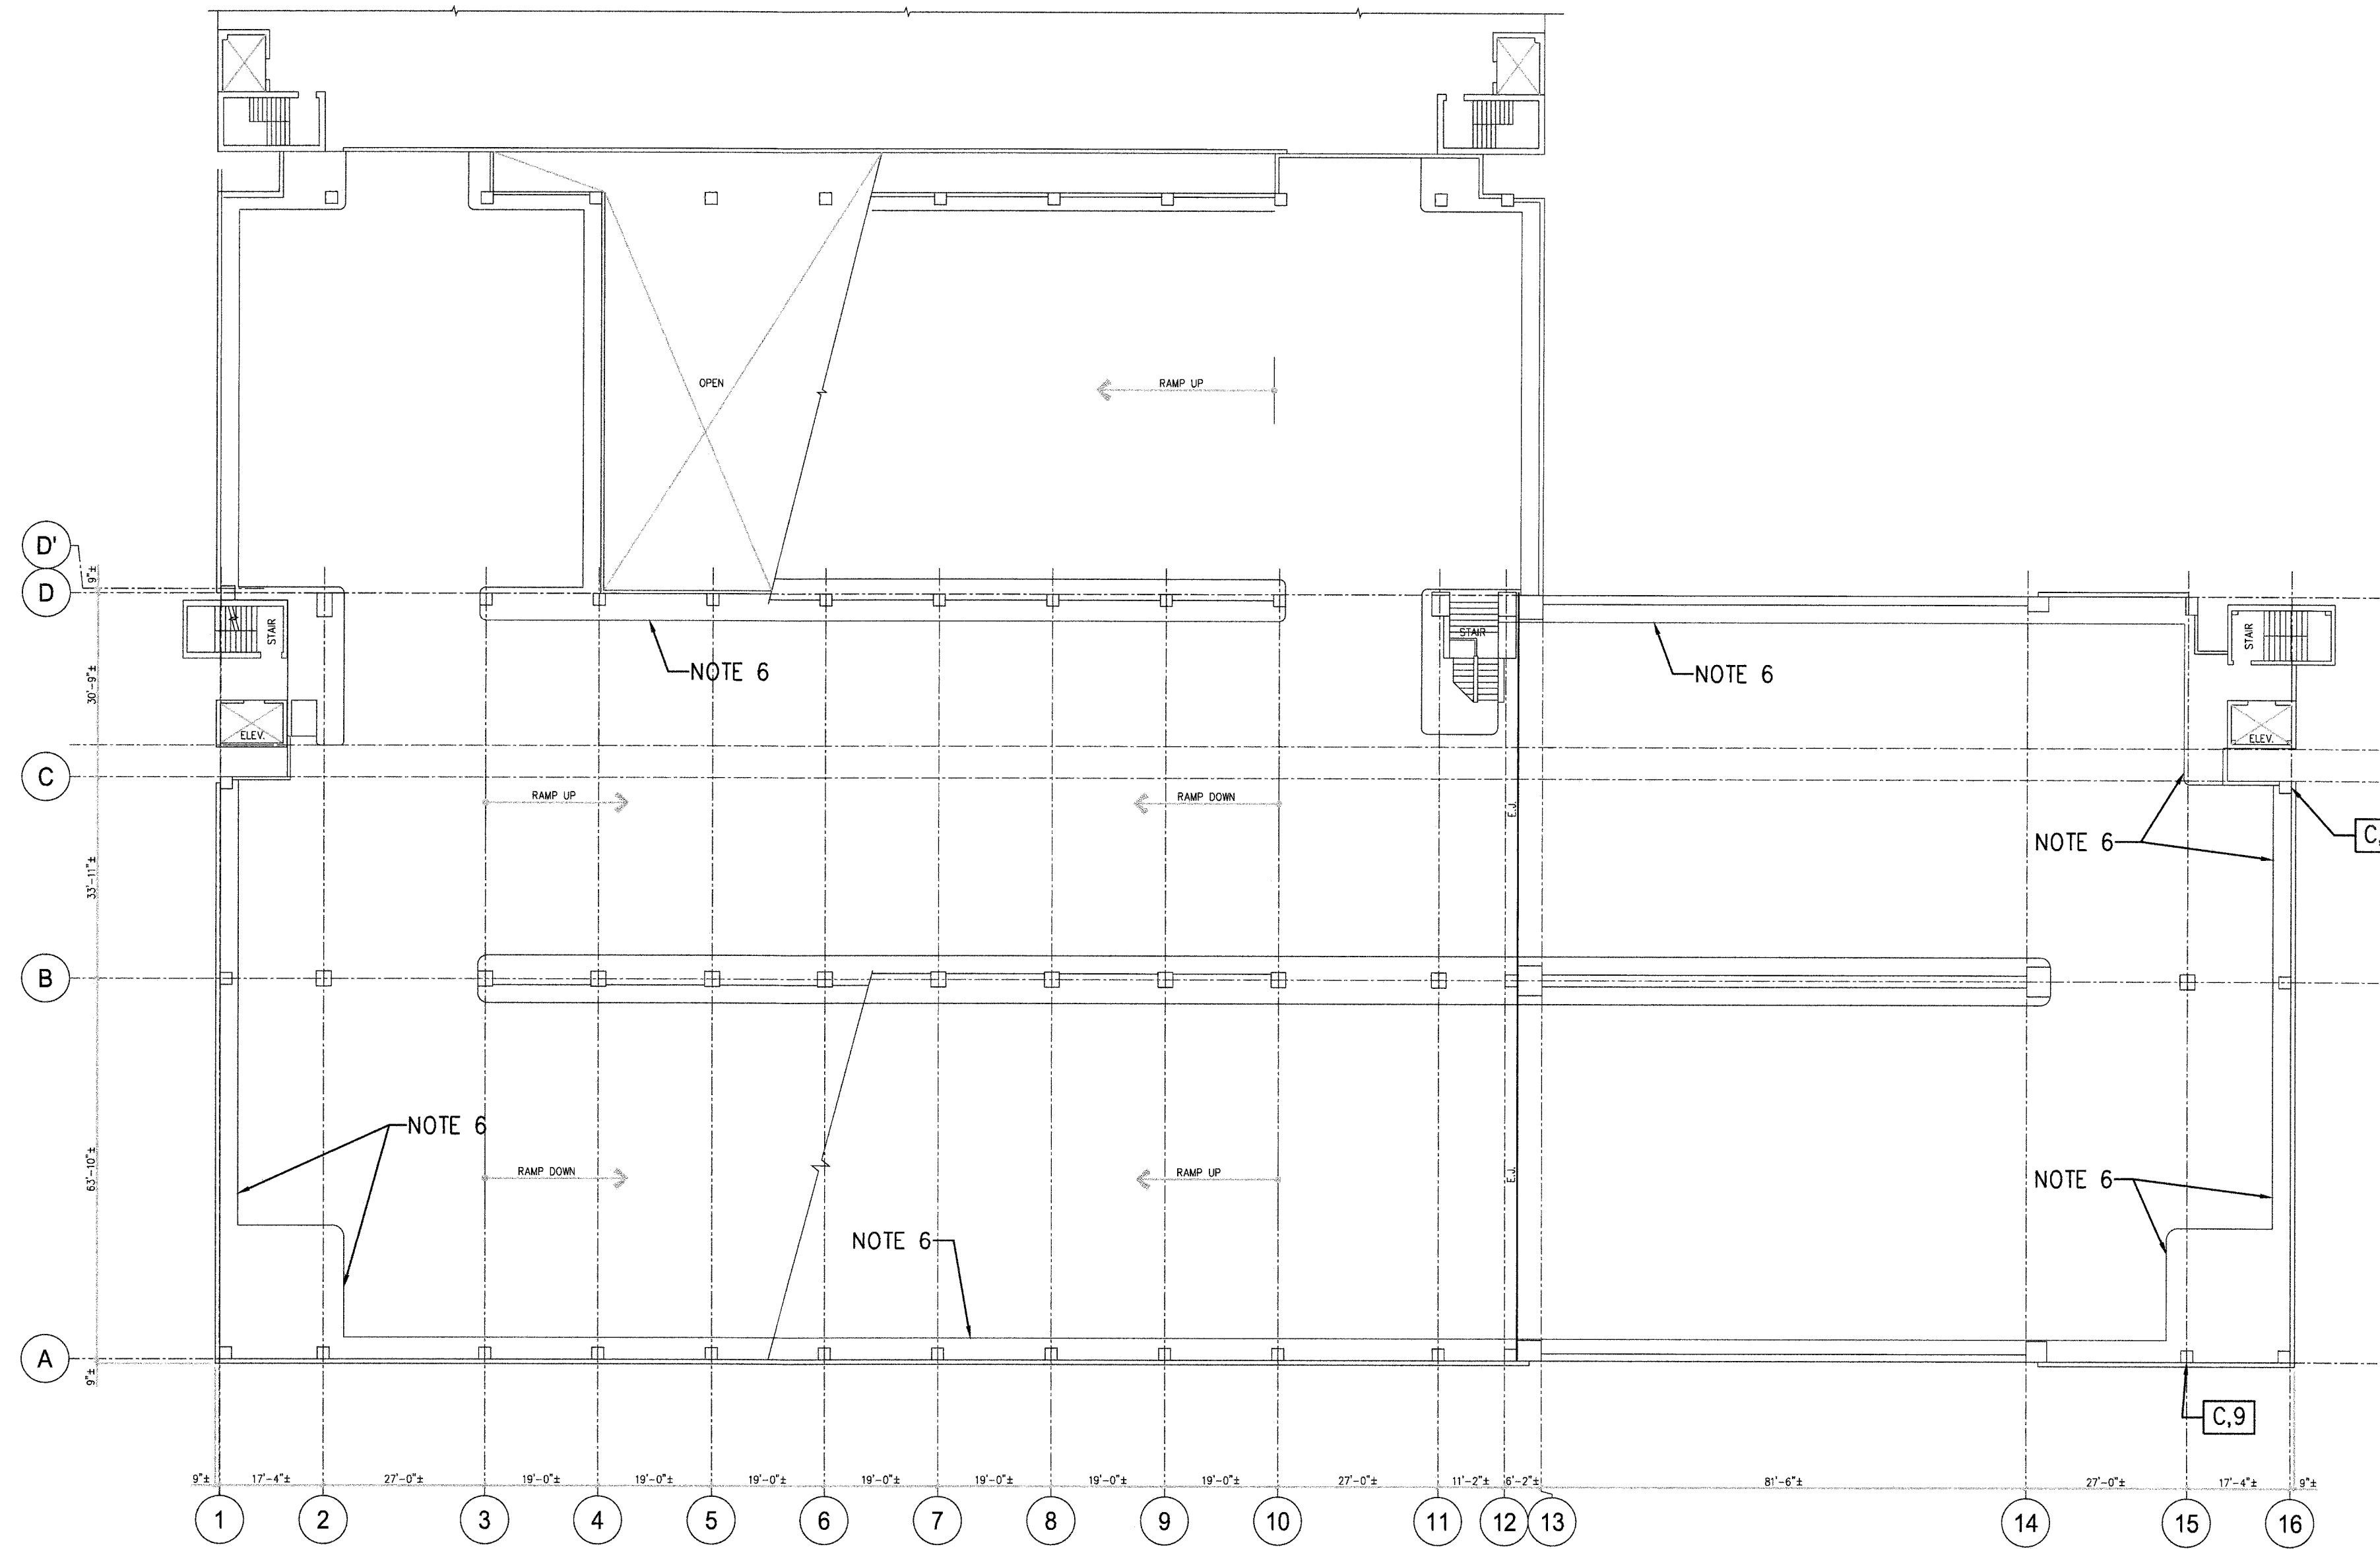 OPEN
RAMP UP
D'
D
9"±
STAIR
STAIR
STAIR
NOTE 6
NOTE 6
30'-9"±
ELEV.
ELEV.
C
RAMP UP
RAMP DOWN
E.J.
NOTE 6
C,
33'-11"±
B
NOTE 6
63'-10"±
RAMP DOWN
RAMP UP
E.J.
NOTE 6
NOTE 6
A
9"±
C,9
9"±
17'-4"±
27'-0"±
19'-0"±
19'-0"±
19'-0"±
19'-0"±
19'-0"±
19'-0"±
19'-0"±
27'-0"±
11'-2"±
6'-2"±
81'-6"±
27'-0"±
17'-4"±
9"±
1
2
3
4
5
6
7
8
9
10
11
12
13
14
15
16